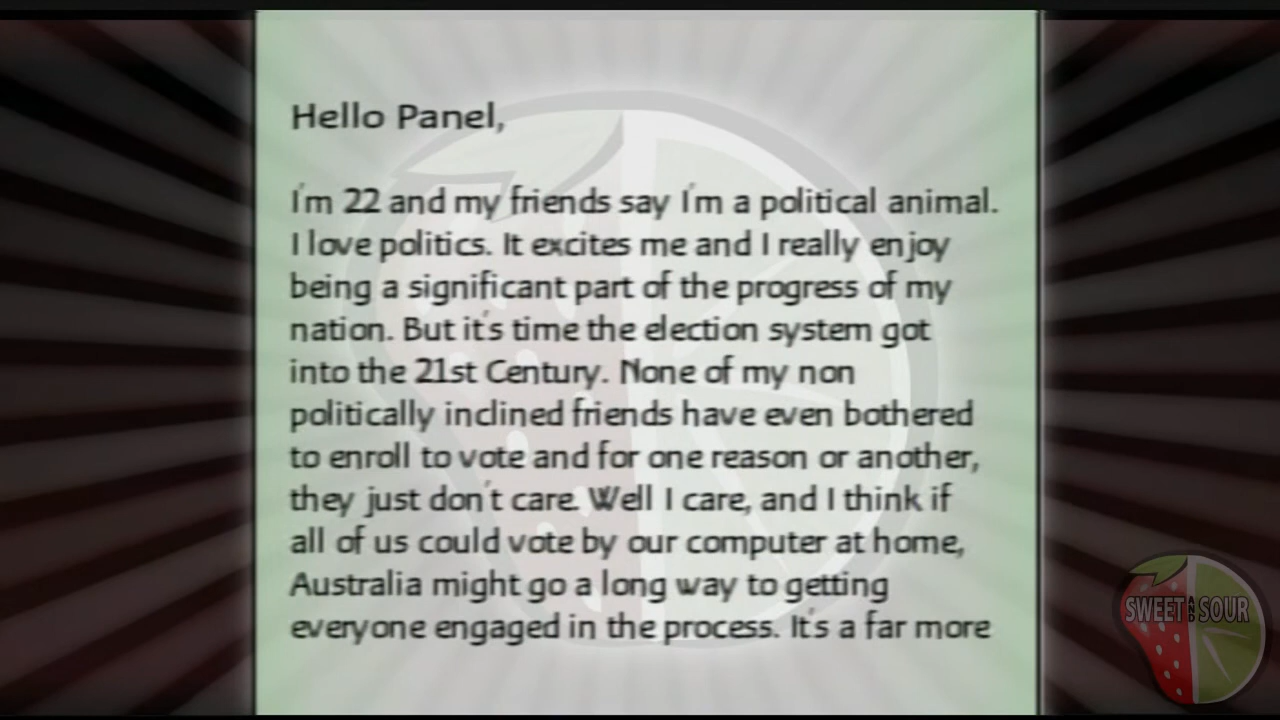 Hello Panel,
I'm 22 and my friends say I'm a political animal.
I love politics. It excites me and I really enjoy
being a significant part of the progress of my
nation. But it's time the election system got
into the 21st Century. None of my non
politically inclined friends have even bothered
to enroll to vote and for one reason or another,
they just don't care. Well I care, and I think if
all of us could vote by our computer at home,
Australia might go a long way to getting
everyone engaged in the process. It's a far more
SWEET AND SOUR